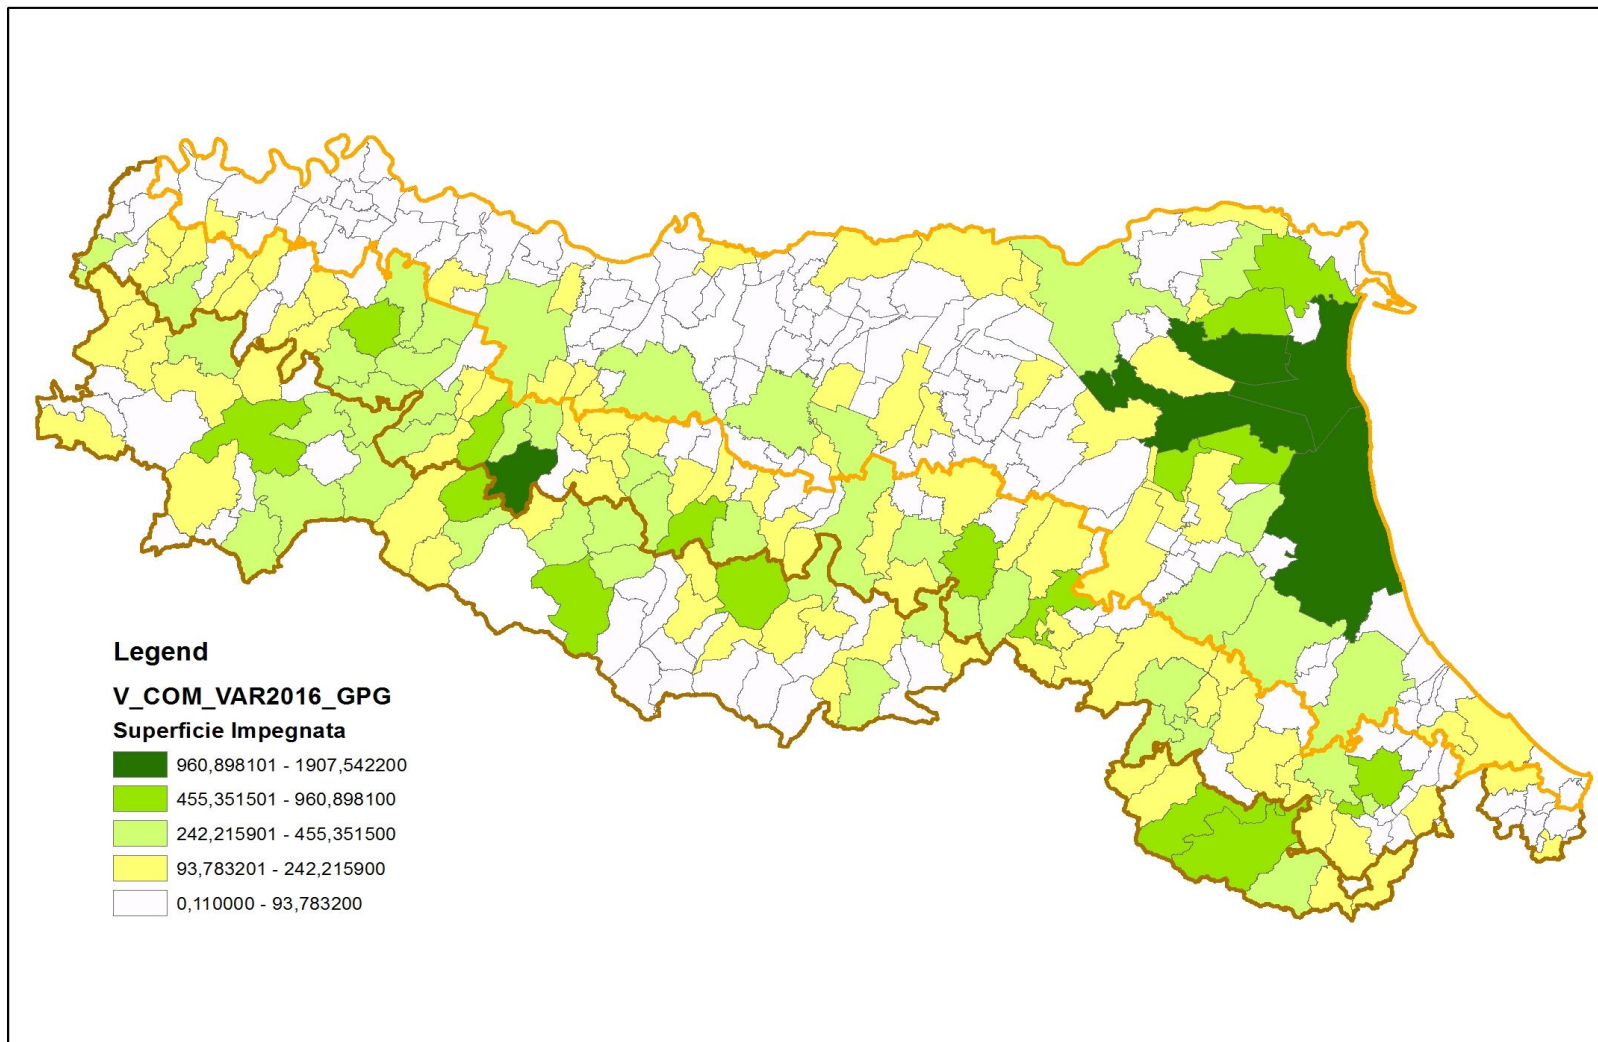 Legend
V_COM_VAR2016_GPG
Superficie Impegnata
960,898101 - 1907,542200
455,351501 - 960,898100
242,215901 - 455,351500
93,783201 - 242,215900
0,110000 - 93,783200